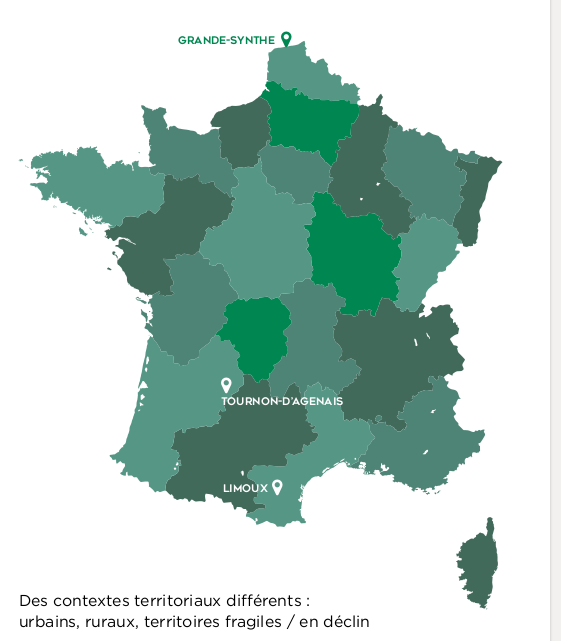 GRANDE-SYNTHE
TOURNON-D'AGENAIS
LIMOUX
Des contextes territoriaux différents :
urbains, ruraux, territoires fragiles / en déclin